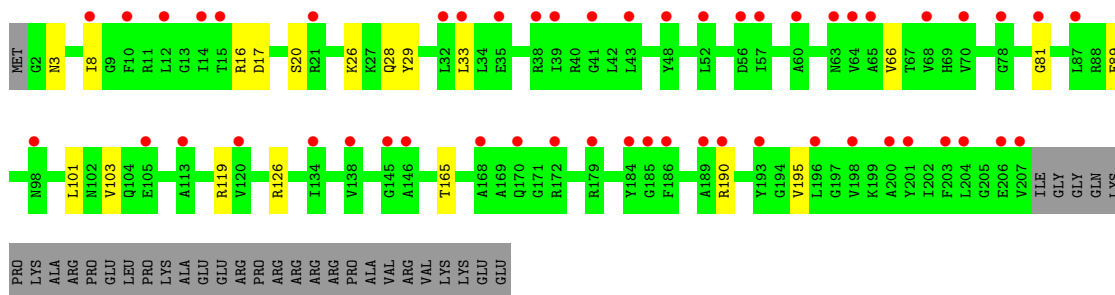 MET G2 N3 I8 G9 F10 R11 L12 G13 I14 T15 R16 D17 S20 R21 K26 K27 Q28 Y29 L32 L33 L34 E35 R38 I39 R40 G41 L42 L43 Y48 L52 D56 I57 A60 N63 V64 A65 V66 T67 V68 H69 V70 G78 G81 L87 R88 E89
N98 L101 N102 V103 Q104 E105 A113 R119 V120 R126 I134 V138 G145 A146 T165 A168 A169 Q170 G171 R172 R179 Y184 G185 F186 A189 R190 Y193 G194 V195 L196 G197 V198 K199 A200 Y201 I202 F203 L204 G205 E206 V207 ILE GLY GLY GLN LYS
PRO LYS ALA ARG PRO GLU LEU PRO LYS ALA GLU GLU ARG PRO ARG ARG ARG ARG PRO ALA VAL ARG VAL LYS LYS GLU GLU